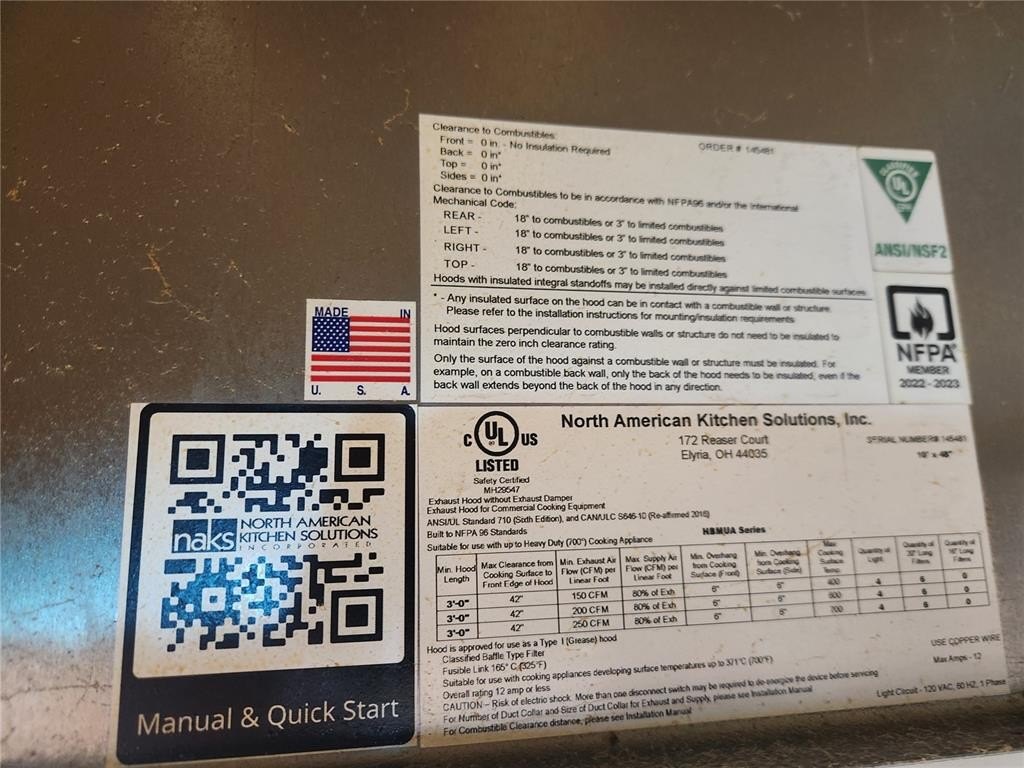 Clearance to Combustibles:
Front = 0 in. - No Insulation Required
Back = 0 in*
Top = 0 in*
Sides = 0 in*
ORDER # 145481
Clearance to Combustibles to be in accordance with NFPA96 and/or the International
Mechanical Code:
REAR - 18" to combustibles or 3" to limited combustibles
LEFT - 18" to combustibles or 3" to limited combustibles
RIGHT - 18" to combustibles or 3" to limited combustibles
TOP - 18" to combustibles or 3" to limited combustibles
Hoods with insulated integral standoffs may be installed directly against limited combustible surfaces
* - Any insulated surface on the hood can be in contact with a combustible wall or structure.
Please refer to the installation instructions for mounting/insulation requirements
Hood surfaces perpendicular to combustible walls or structure do not need to be insulated to
maintain the zero inch clearance rating.
Only the surface of the hood against a combustible wall or structure must be insulated. For
example, on a combustible back wall, only the back of the hood needs to be insulated, even if the
back wall extends beyond the back of the hood in any direction.
CLASSIFIED
UL
ANSI/NSF2
NFPA
MEMBER
2022 - 2023
MADE IN
U. S. A.
naks NORTH AMERICAN
KITCHEN SOLUTIONS
INCORPORATED
Manual & Quick Start
C UL US
LISTED
Safety Certified
MH29547
North American Kitchen Solutions, Inc.
172 Reaser Court
Elyria, OH 44035
SERIAL NUMBER# 145481
10" x 48"
Exhaust Hood without Exhaust Damper
Exhaust Hood for Commercial Cooking Equipment
ANSI/UL Standard 710 (Sixth Edition), and CAN/ULC S646-10 (Re-affirmed 2016)
Built to NFPA 96 Standards
HBMUA Series
Suitable for use with up to Heavy Duty (700°) Cooking Appliance
Min. Hood Length Max Clearance from Cooking Surface to Front Edge of Hood Min. Exhaust Air Flow (CFM) per Linear Foot Max. Supply Air Flow (CFM) per Linear Foot Min. Overhang from Cooking Surface (Front) Min. Overhang from Cooking Surface (Side) Max Cooking Surface Temp. Quantity of Light Quantity of 20" Long Filters Quantity of 16" Long Filters
3'-0" 42" 150 CFM 80% of Exh 6" 6" 400 4 6 0
3'-0" 42" 200 CFM 80% of Exh 6" 6" 600 4 6 0
3'-0" 42" 250 CFM 80% of Exh 6" 6" 700 4 6 0
Hood is approved for use as a Type I (Grease) hood
Classified Baffle Type Filter
Fusible Link 165° C (325°F)
Suitable for use with cooking appliances developing surface temperatures up to 371°C (700°F)
Overall rating 12 amp or less
CAUTION - Risk of electric shock. More than one disconnect switch may be required to de-energize the device before servicing
For Number of Duct Collar and Size of Duct Collar for Exhaust and Supply, please see Installation Manual
For Combustible Clearance distance, please see Installation Manual
USE COPPER WIRE
Max Amps - 12
Light Circuit - 120 VAC, 60 HZ, 1 Phase